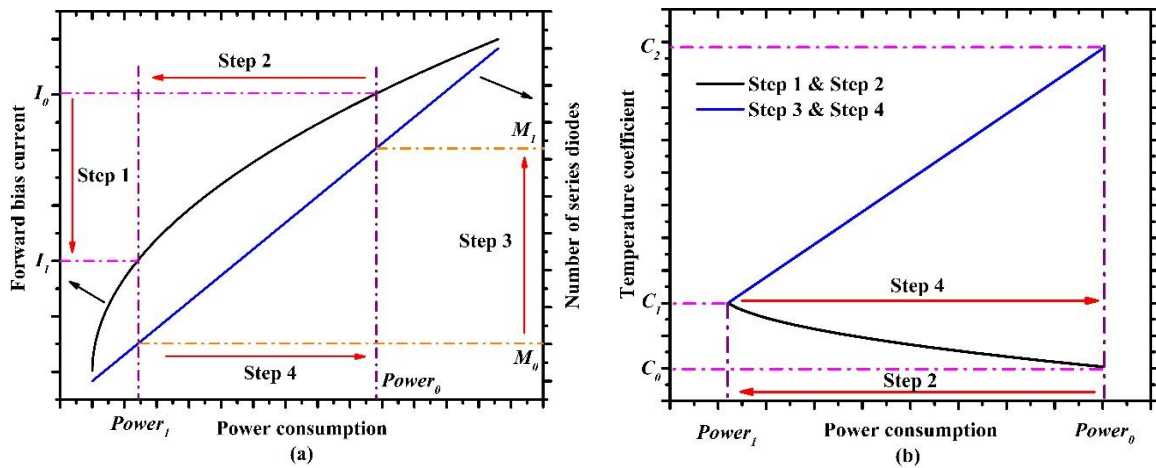 Forward bias current
I₀
I₁
Step 1
Step 2
Step 3
Step 4
M₁
M₀
Number of series diodes
Power₀
Power₁
Power consumption
(a)
Temperature coefficient
C₂
C₁
C₀
Step 1 & Step 2
Step 3 & Step 4
Step 4
Step 2
Power₁
Power consumption
Power₀
(b)